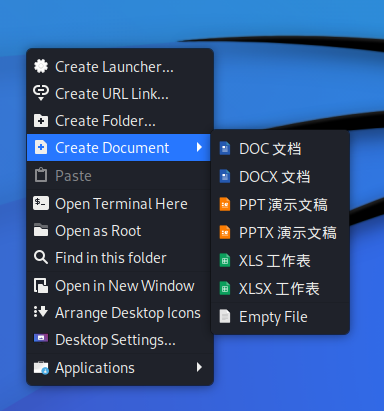 Create Launcher...
Create URL Link...
Create Folder...
Create Document
Paste
Open Terminal Here
Open as Root
Find in this folder
Open in New Window
Arrange Desktop Icons
Desktop Settings...
Applications
DOC 文档
DOCX 文档
PPT 演示文稿
PPTX 演示文稿
XLS 工作表
XLSX 工作表
Empty File